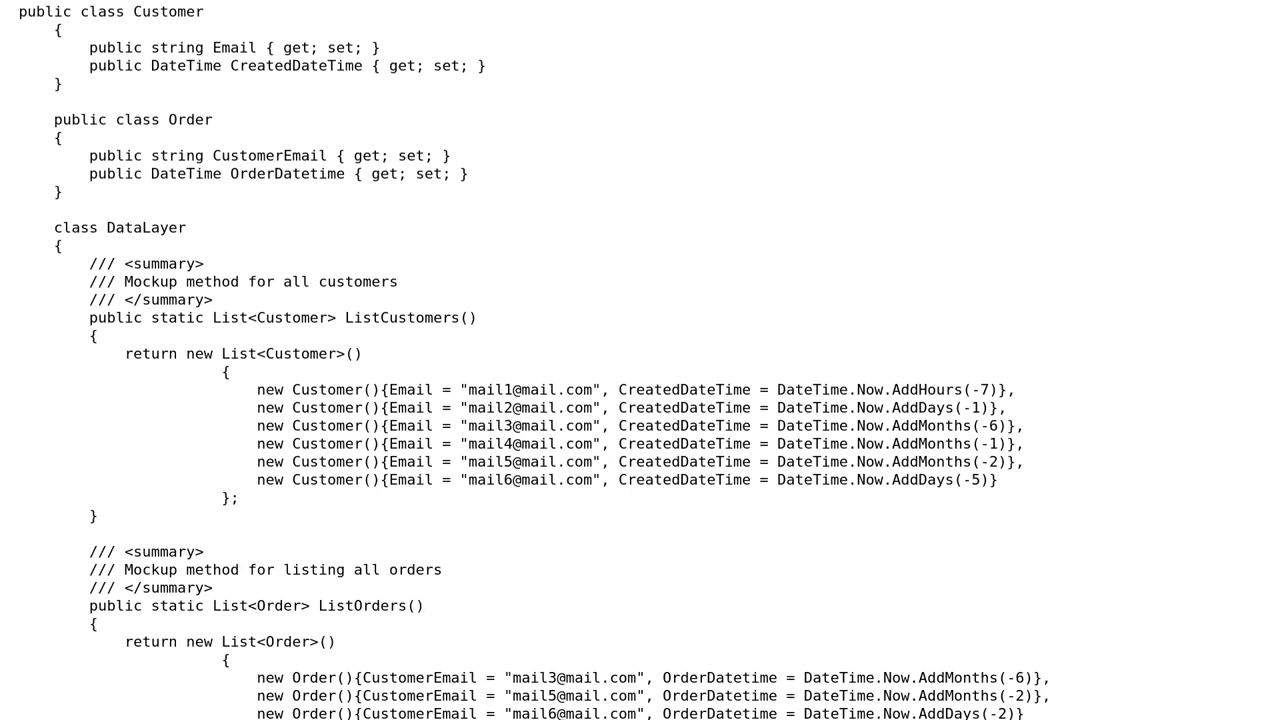 public class Customer
{
public string Email { get; set; }
public DateTime CreatedDateTime { get; set; }
}
public class Order
{
public string CustomerEmail { get; set; }
public DateTime OrderDatetime { get; set; }
}
class DataLayer
{
/// <summary>
/// Mockup method for all customers
/// </summary>
public static List<Customer> ListCustomers()
{
return new List<Customer>()
{
new Customer(){Email = "mail1@mail.com", CreatedDateTime = DateTime.Now.AddHours(-7)},
new Customer(){Email = "mail2@mail.com", CreatedDateTime = DateTime.Now.AddDays(-1)},
new Customer(){Email = "mail3@mail.com", CreatedDateTime = DateTime.Now.AddMonths(-6)},
new Customer(){Email = "mail4@mail.com", CreatedDateTime = DateTime.Now.AddMonths(-1)},
new Customer(){Email = "mail5@mail.com", CreatedDateTime = DateTime.Now.AddMonths(-2)},
new Customer(){Email = "mail6@mail.com", CreatedDateTime = DateTime.Now.AddDays(-5)}
};
}
/// <summary>
/// Mockup method for listing all orders
/// </summary>
public static List<Order> ListOrders()
{
return new List<Order>()
{
new Order(){CustomerEmail = "mail3@mail.com", OrderDatetime = DateTime.Now.AddMonths(-6)},
new Order(){CustomerEmail = "mail5@mail.com", OrderDatetime = DateTime.Now.AddMonths(-2)},
new Order(){CustomerEmail = "mail6@mail.com", OrderDatetime = DateTime.Now.AddDays(-2)}